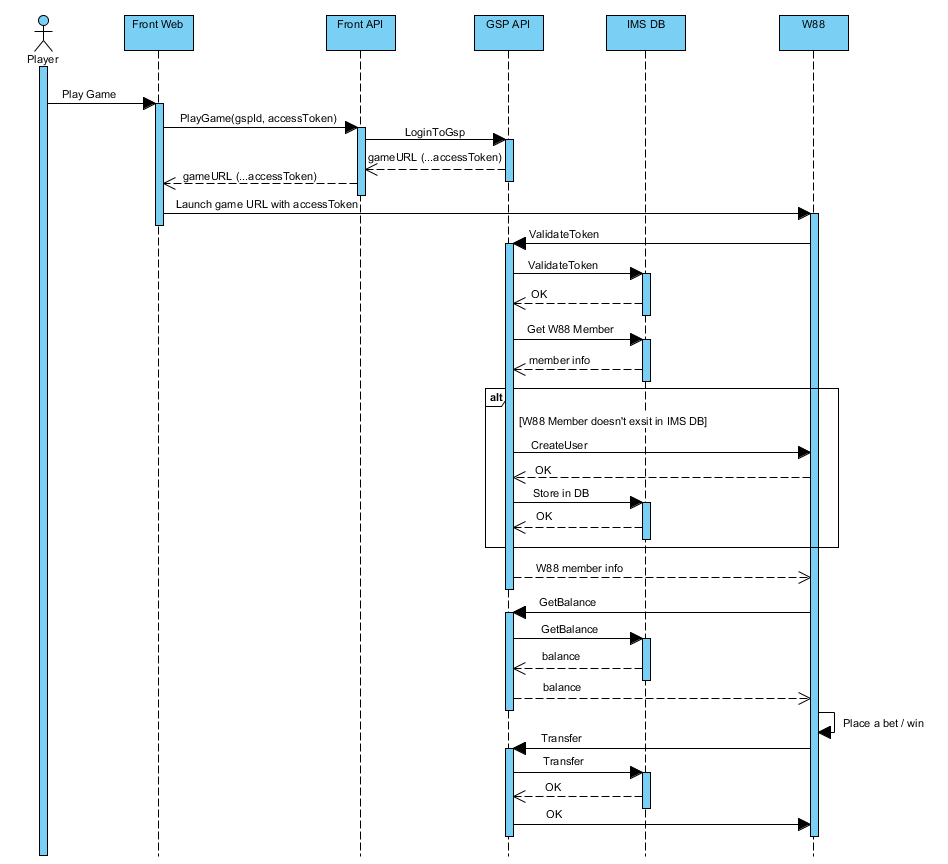 Front Web
Front API
GSP API
IMS DB
W88
Player
Play Game
PlayGame(gspId, accessToken)
LoginToGsp
gameURL (...accessToken)
gameURL (...accessToken)
Launch game URL with accessToken
ValidateToken
ValidateToken
OK
Get W88 Member
member info
alt
[W88 Member doesn't exsit in IMS DB]
CreateUser
OK
Store in DB
OK
W88 member info
GetBalance
GetBalance
balance
balance
Place a bet / win
Transfer
Transfer
OK
OK